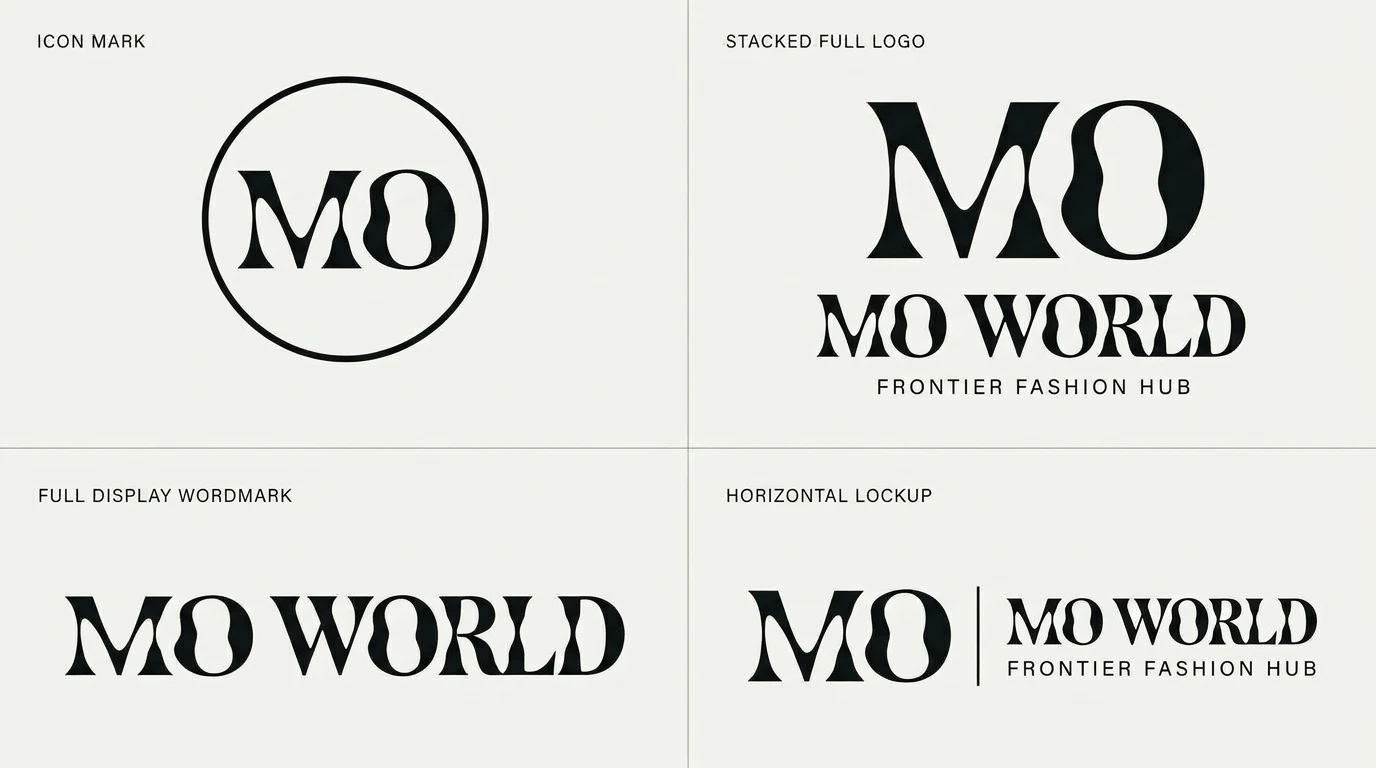 ICON MARK
MO
STACKED FULL LOGO
MO
MO WORLD
FRONTIER FASHION HUB
FULL DISPLAY WORDMARK
MO WORLD
HORIZONTAL LOCKUP
MO
MO WORLD
FRONTIER FASHION HUB